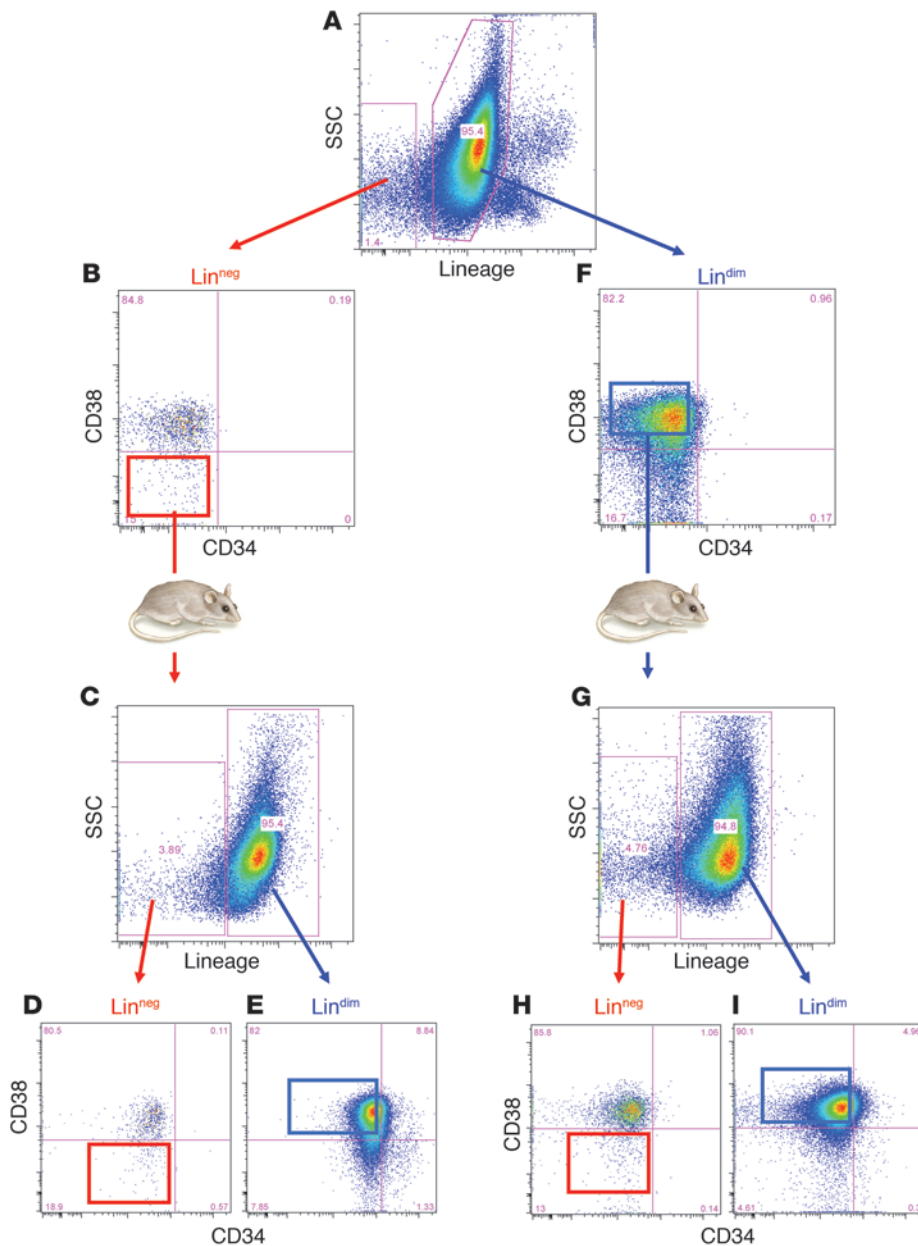 A
SSC
95.4
1.4
Lineage
B
Lin^neg
84.8
0.19
CD38
15
0
CD34
F
Lin^dim
82.2
0.96
CD38
16.7
0.17
CD34
C
SSC
3.89
95.4
Lineage
G
SSC
4.76
94.8
Lineage
D
Lin^neg
80.5
0.11
CD38
18.9
0.57
E
Lin^dim
82
8.84
7.85
1.33
CD34
H
Lin^neg
85.8
1.06
CD38
13
0.14
I
Lin^dim
90.1
4.61
CD34